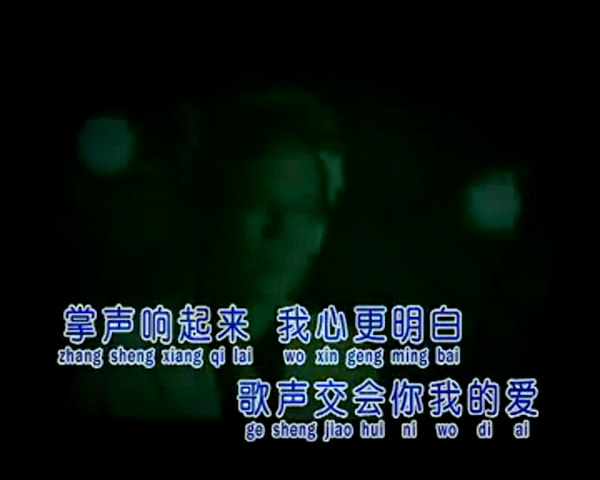 掌声响起来 我心更明白
zhang sheng xiang qi lai wo xin geng ming bai
歌声交会你我的爱
ge sheng jiao hui ni wo di ai